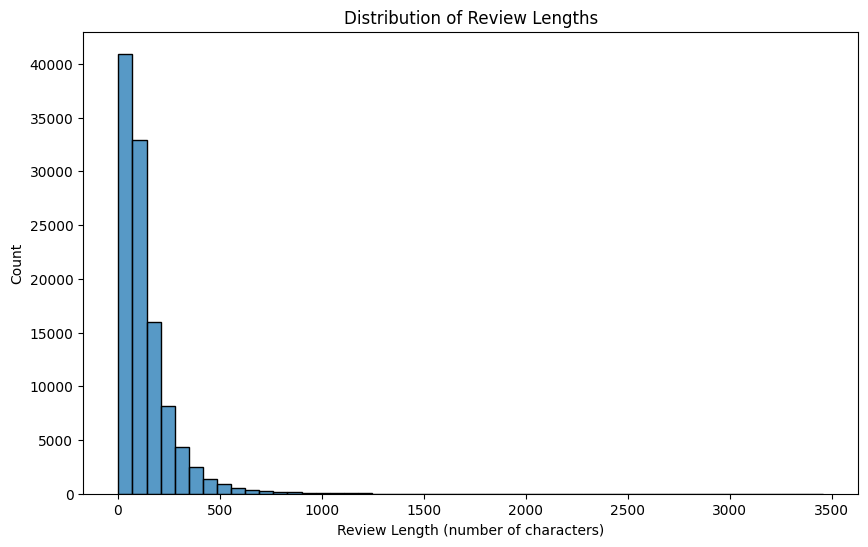 Distribution of Review Lengths
40000
35000
30000
25000
20000
15000
10000
5000
0
Count
0 500 1000 1500 2000 2500 3000 3500
Review Length (number of characters)